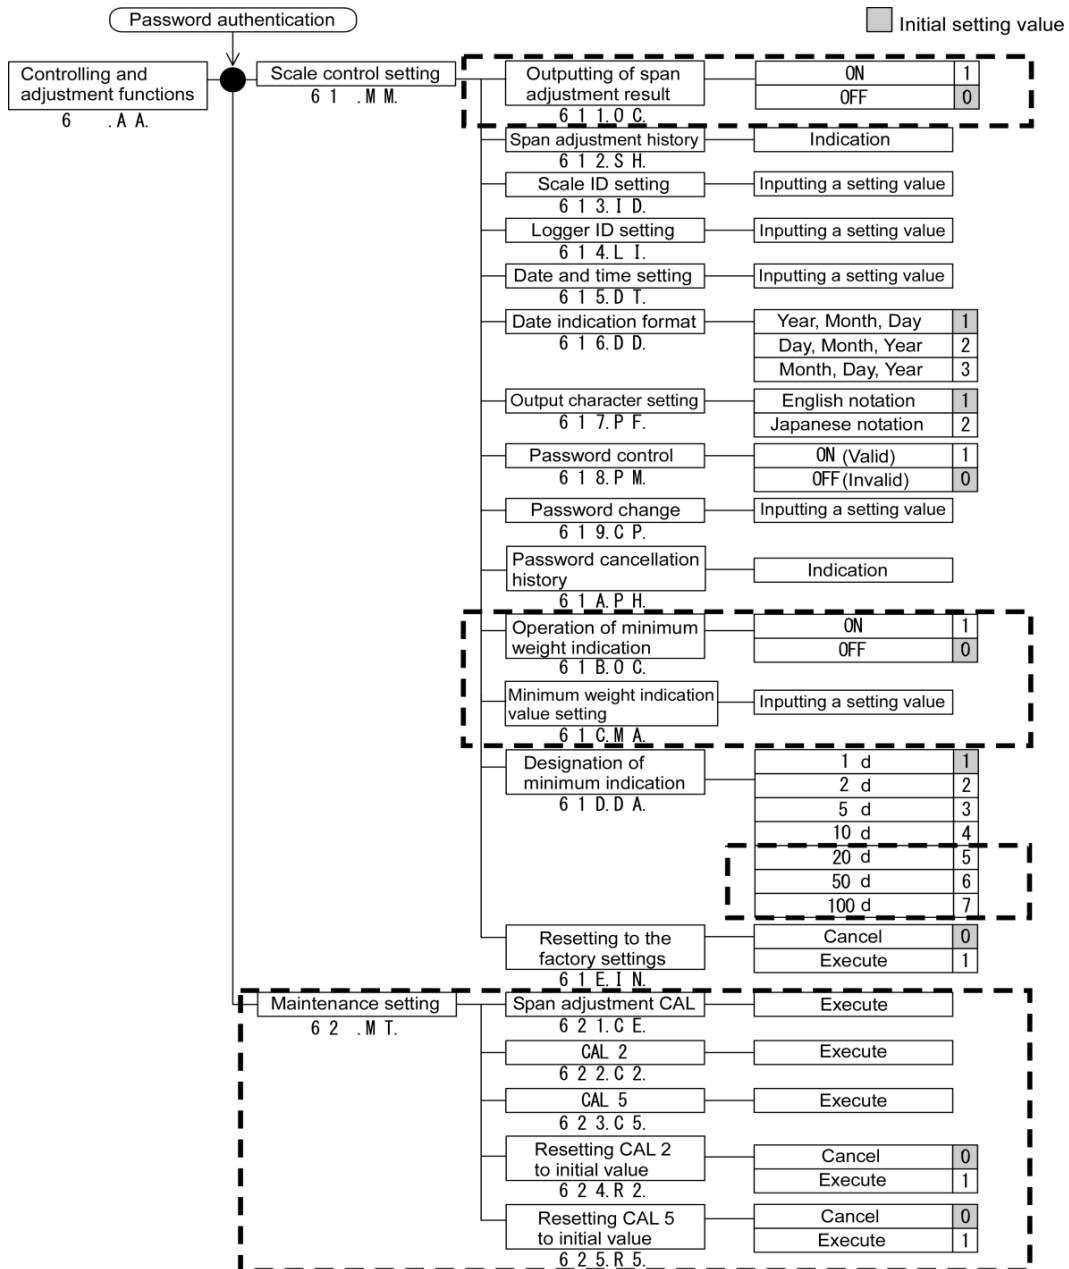 Password authentication
Initial setting value
Controlling and
adjustment functions
6 .A A.
Scale control setting
6 1 .M M.
Outputting of span
adjustment result
6 1 1.O C.
ON 1
OFF 0
Span adjustment history
6 1 2.S H.
Indication
Scale ID setting
6 1 3.I D.
Inputting a setting value
Logger ID setting
6 1 4.L I.
Inputting a setting value
Date and time setting
6 1 5.D T.
Inputting a setting value
Date indication format
6 1 6.D D.
Year, Month, Day 1
Day, Month, Year 2
Month, Day, Year 3
Output character setting
6 1 7.P F.
English notation 1
Japanese notation 2
Password control
6 1 8.P M.
ON (Valid) 1
OFF(Invalid) 0
Password change
6 1 9.C P.
Inputting a setting value
Password cancellation
history
6 1 A.P H.
Indication
Operation of minimum
weight indication
6 1 B.O C.
ON 1
OFF 0
Minimum weight indication
value setting
6 1 C.M A.
Inputting a setting value
Designation of
minimum indication
6 1 D.D A.
1 d 1
2 d 2
5 d 3
10 d 4
20 d 5
50 d 6
100 d 7
Resetting to the
factory settings
6 1 E.I N.
Cancel 0
Execute 1
Maintenance setting
6 2 .M T.
Span adjustment CAL
6 2 1.C E.
Execute
CAL 2
6 2 2.C 2.
Execute
CAL 5
6 2 3.C 5.
Execute
Resetting CAL 2
to initial value
6 2 4.R 2.
Cancel 0
Execute 1
Resetting CAL 5
to initial value
6 2 5.R 5.
Cancel 0
Execute 1